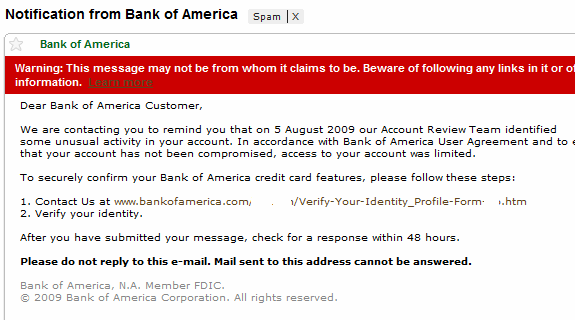 Notification from Bank of America Spam X
Bank of America
Warning: This message may not be from whom it claims to be. Beware of following any links in it or of
information. Learn more
Dear Bank of America Customer,
We are contacting you to remind you that on 5 August 2009 our Account Review Team identified
some unusual activity in your account. In accordance with Bank of America User Agreement and to e
that your account has not been compromised, access to your account was limited.
To securely confirm your Bank of America credit card features, please follow these steps:
1. Contact Us at www.bankofamerica.com/ /Verify-Your-Identity_Profile-Form- .htm
2. Verify your identity.
After you have submitted your message, check for a response within 48 hours.
Please do not reply to this e-mail. Mail sent to this address cannot be answered.
Bank of America, N.A. Member FDIC.
© 2009 Bank of America Corporation. All rights reserved.